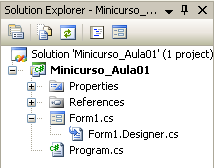 Solution Explorer - Minicurso_...
Solution 'Minicurso_Aula01' (1 project)
Minicurso_Aula01
Properties
References
Form1.cs
Form1.Designer.cs
Program.cs